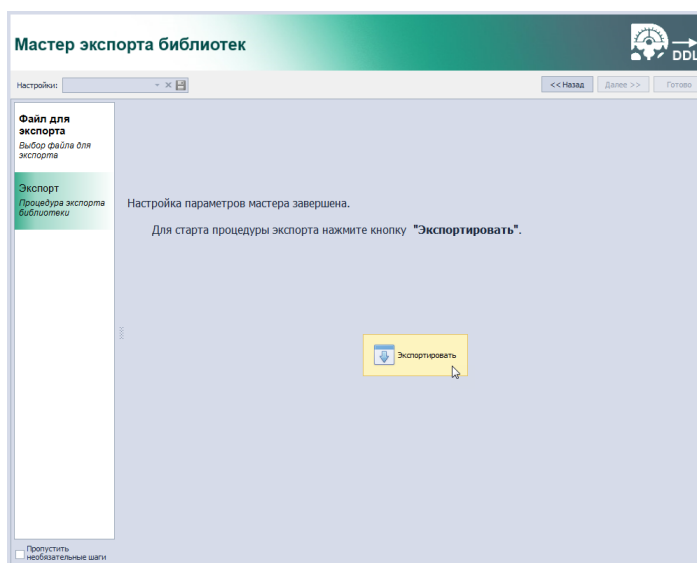 Мастер экспорта библиотек
DDL
Настройки:
<< Назад
Далее >>
Готово
Файл для
экспорта
Выбор файла для
экспорта
Экспорт
Процедура экспорта
библиотеки
Настройка параметров мастера завершена.
Для старта процедуры экспорта нажмите кнопку "Экспортировать".
Экспортировать
Пропустить
необязательные шаги